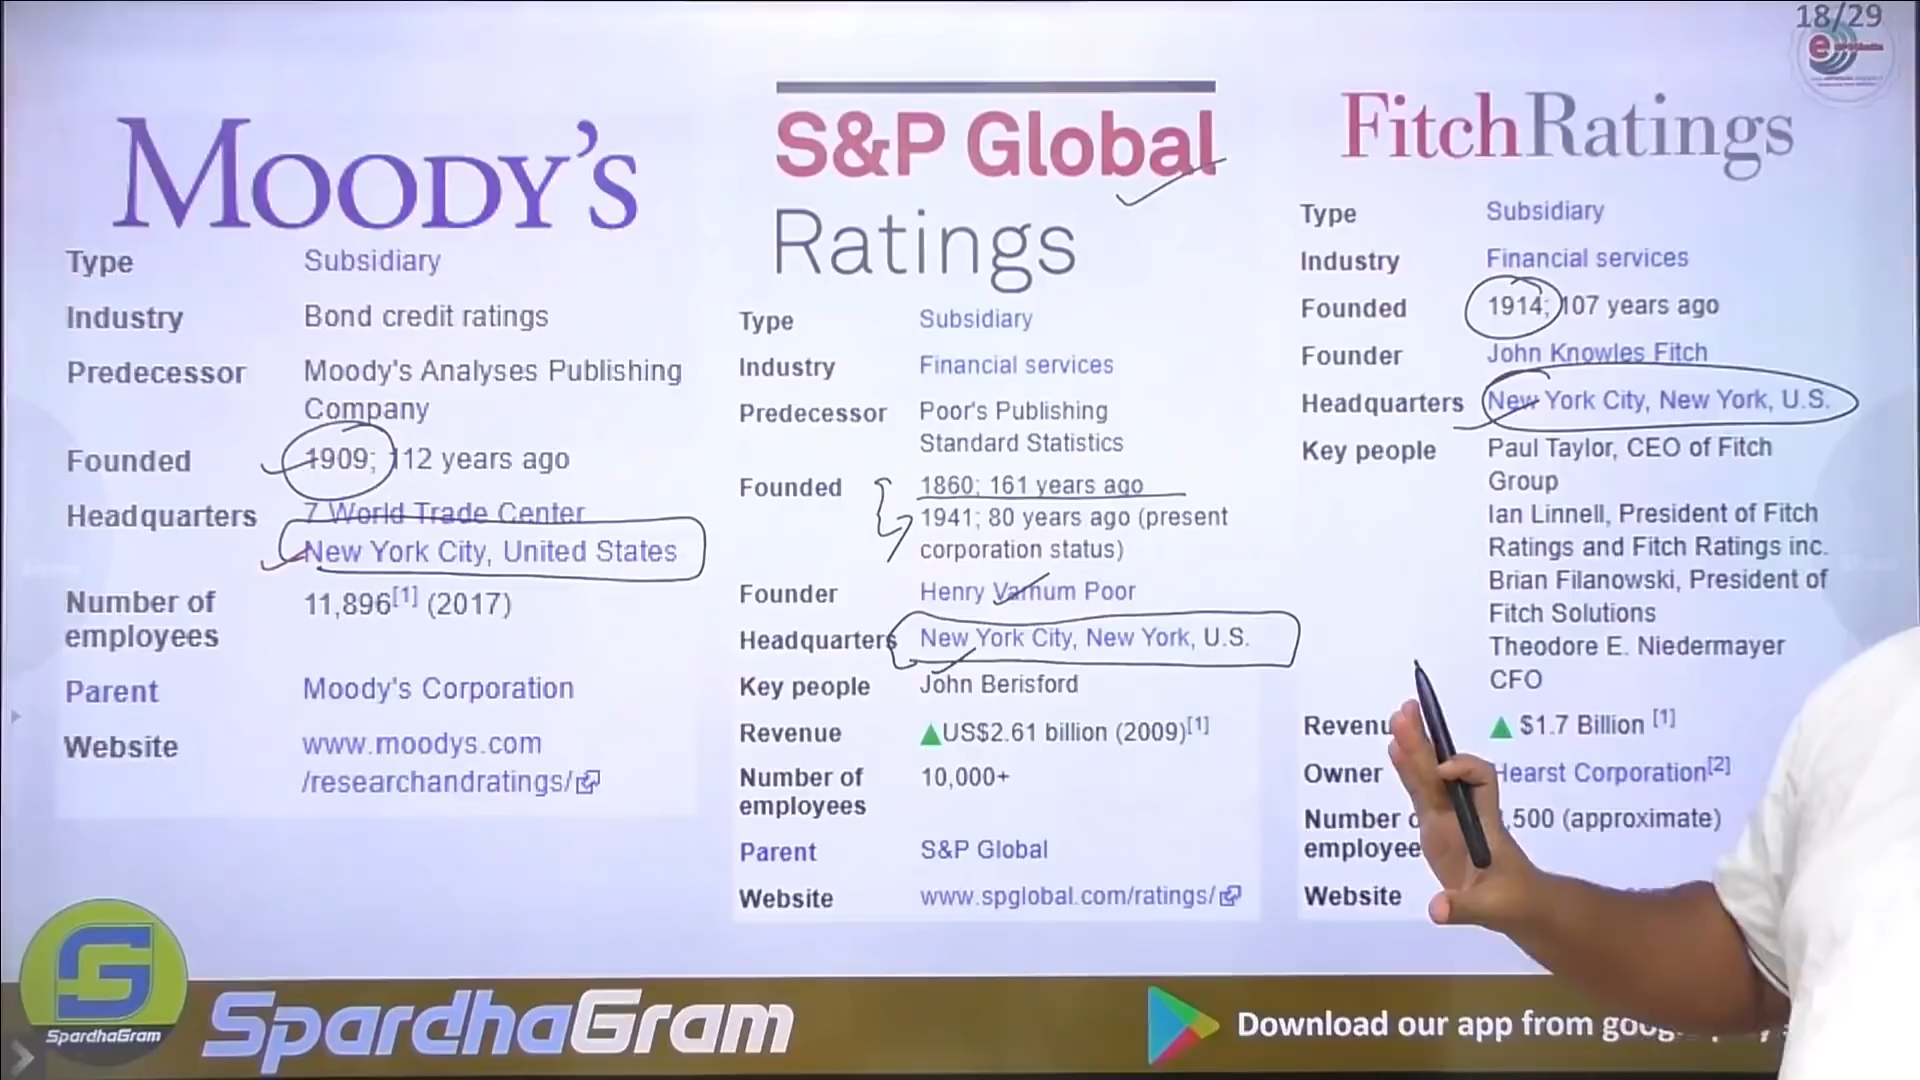 18/29
MOODY'S
Type Subsidiary
Industry Bond credit ratings
Predecessor Moody's Analyses Publishing
Company
Founded 1909; 112 years ago
Headquarters 7 World Trade Center
New York City, United States
Number of
employees 11,896[1] (2017)
Parent Moody's Corporation
Website www.moodys.com
/researchandratings/
S&P Global
Ratings
Type Subsidiary
Industry Financial services
Predecessor Poor's Publishing
Standard Statistics
Founded 1860; 161 years ago
1941; 80 years ago (present
corporation status)
Founder Henry Varnum Poor
Headquarters New York City, New York, U.S.
Key people John Berisford
Revenue ▲US$2.61 billion (2009)[1]
Number of 10,000+
employees
Parent S&P Global
Website www.spglobal.com/ratings/
FitchRatings
Type Subsidiary
Industry Financial services
Founded 1914; 107 years ago
Founder John Knowles Fitch
Headquarters New York City, New York, U.S.
Key people Paul Taylor, CEO of Fitch
Group
Ian Linnell, President of Fitch
Ratings and Fitch Ratings inc.
Brian Filanowski, President of
Fitch Solutions
Theodore E. Niedermayer
CFO
Revenu ▲ $1.7 Billion [1]
Owner Hearst Corporation[2]
Number o ,500 (approximate)
employee
Website
SpardhaGram
SpardhaGram
Download our app from